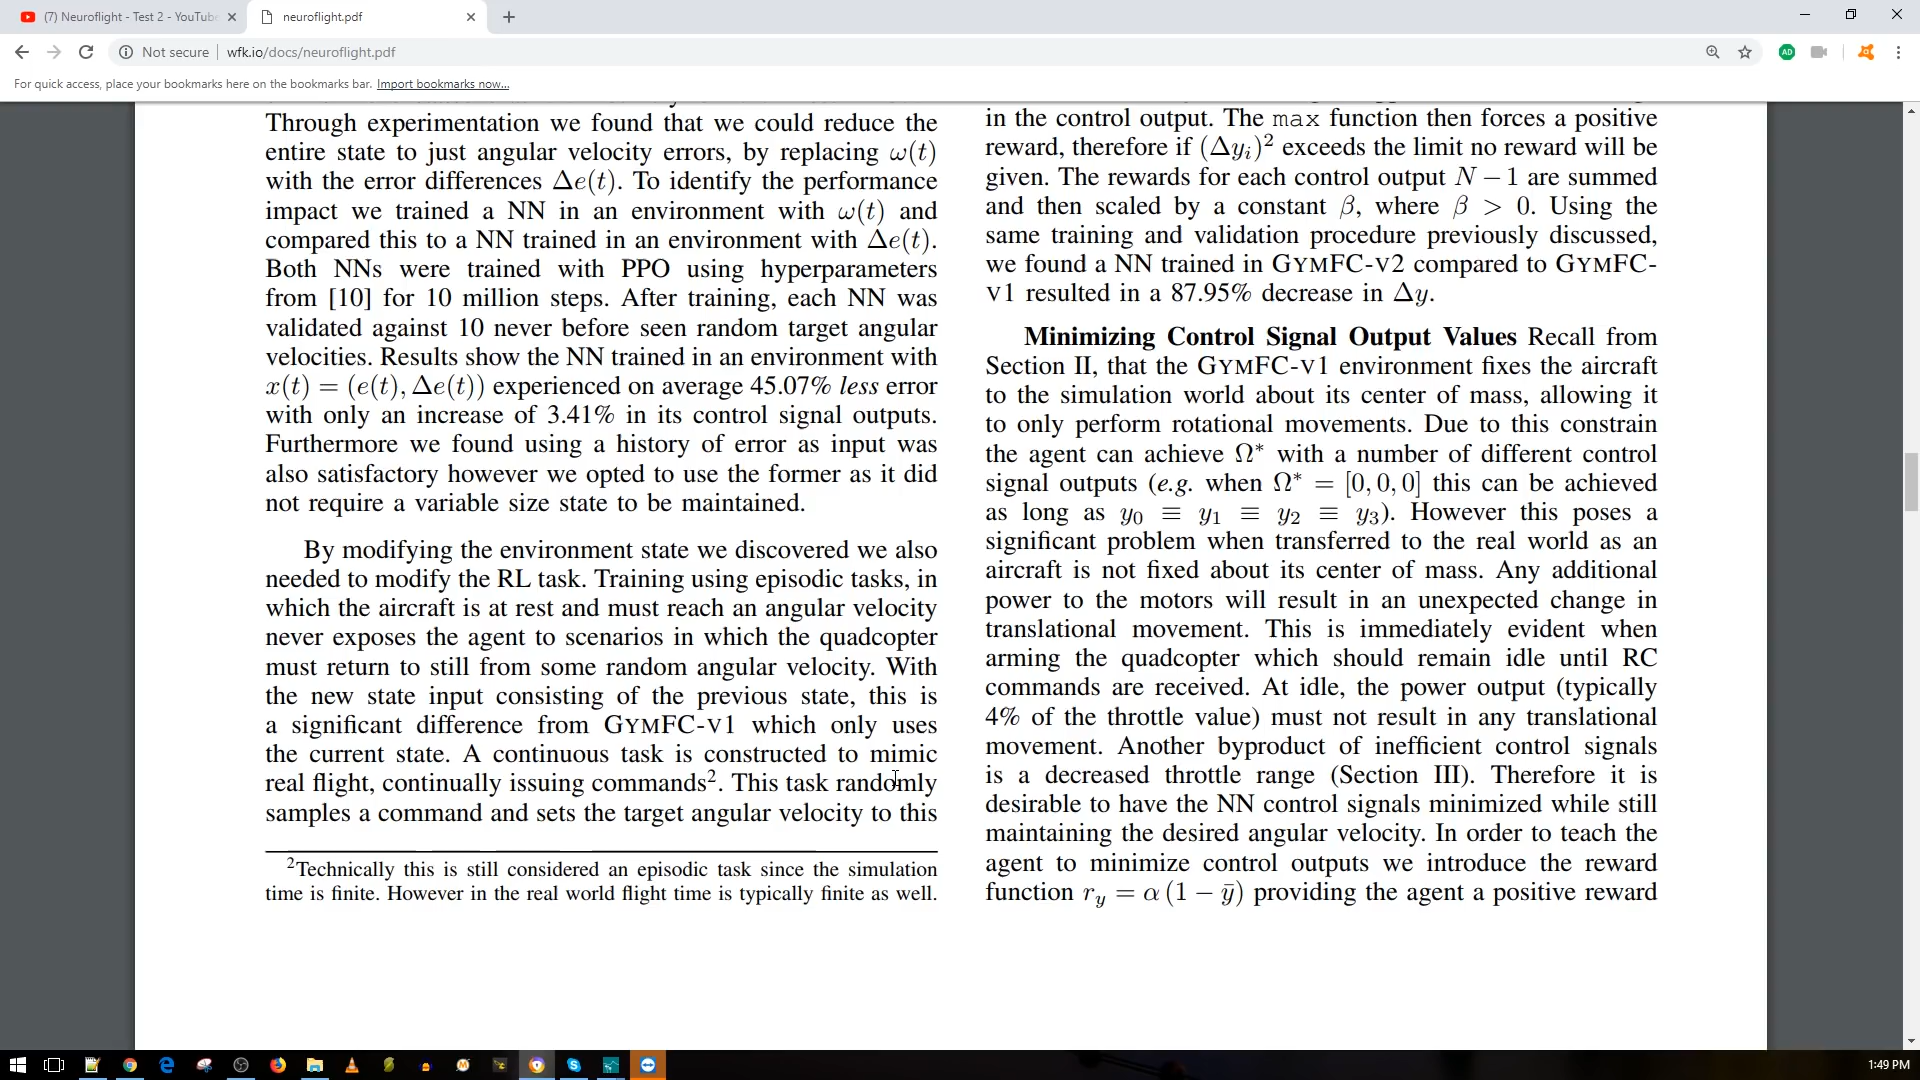 (7) Neuroflight - Test 2 - YouTube
neuroflight.pdf
Not secure
wfk.io/docs/neuroflight.pdf
AD
For quick access, place your bookmarks here on the bookmarks bar. Import bookmarks now...
Through experimentation we found that we could reduce the
entire state to just angular velocity errors, by replacing ω(t)
with the error differences Δe(t). To identify the performance
impact we trained a NN in an environment with ω(t) and
compared this to a NN trained in an environment with Δe(t).
Both NNs were trained with PPO using hyperparameters
from [10] for 10 million steps. After training, each NN was
validated against 10 never before seen random target angular
velocities. Results show the NN trained in an environment with
x(t) = (e(t), Δe(t)) experienced on average 45.07% less error
with only an increase of 3.41% in its control signal outputs.
Furthermore we found using a history of error as input was
also satisfactory however we opted to use the former as it did
not require a variable size state to be maintained.
By modifying the environment state we discovered we also
needed to modify the RL task. Training using episodic tasks, in
which the aircraft is at rest and must reach an angular velocity
never exposes the agent to scenarios in which the quadcopter
must return to still from some random angular velocity. With
the new state input consisting of the previous state, this is
a significant difference from GYMFC-V1 which only uses
the current state. A continuous task is constructed to mimic
real flight, continually issuing commands². This task randomly
samples a command and sets the target angular velocity to this
²Technically this is still considered an episodic task since the simulation
time is finite. However in the real world flight time is typically finite as well.
in the control output. The max function then forces a positive
reward, therefore if (Δyᵢ)² exceeds the limit no reward will be
given. The rewards for each control output N − 1 are summed
and then scaled by a constant β, where β > 0. Using the
same training and validation procedure previously discussed,
we found a NN trained in GYMFC-V2 compared to GYMFC-
V1 resulted in a 87.95% decrease in Δy.
Minimizing Control Signal Output Values Recall from
Section II, that the GYMFC-V1 environment fixes the aircraft
to the simulation world about its center of mass, allowing it
to only perform rotational movements. Due to this constrain
the agent can achieve Ω* with a number of different control
signal outputs (e.g. when Ω* = [0, 0, 0] this can be achieved
as long as y₀ ≡ y₁ ≡ y₂ ≡ y₃). However this poses a
significant problem when transferred to the real world as an
aircraft is not fixed about its center of mass. Any additional
power to the motors will result in an unexpected change in
translational movement. This is immediately evident when
arming the quadcopter which should remain idle until RC
commands are received. At idle, the power output (typically
4% of the throttle value) must not result in any translational
movement. Another byproduct of inefficient control signals
is a decreased throttle range (Section III). Therefore it is
desirable to have the NN control signals minimized while still
maintaining the desired angular velocity. In order to teach the
agent to minimize control outputs we introduce the reward
function r_y = α (1 − ȳ) providing the agent a positive reward
1:49 PM